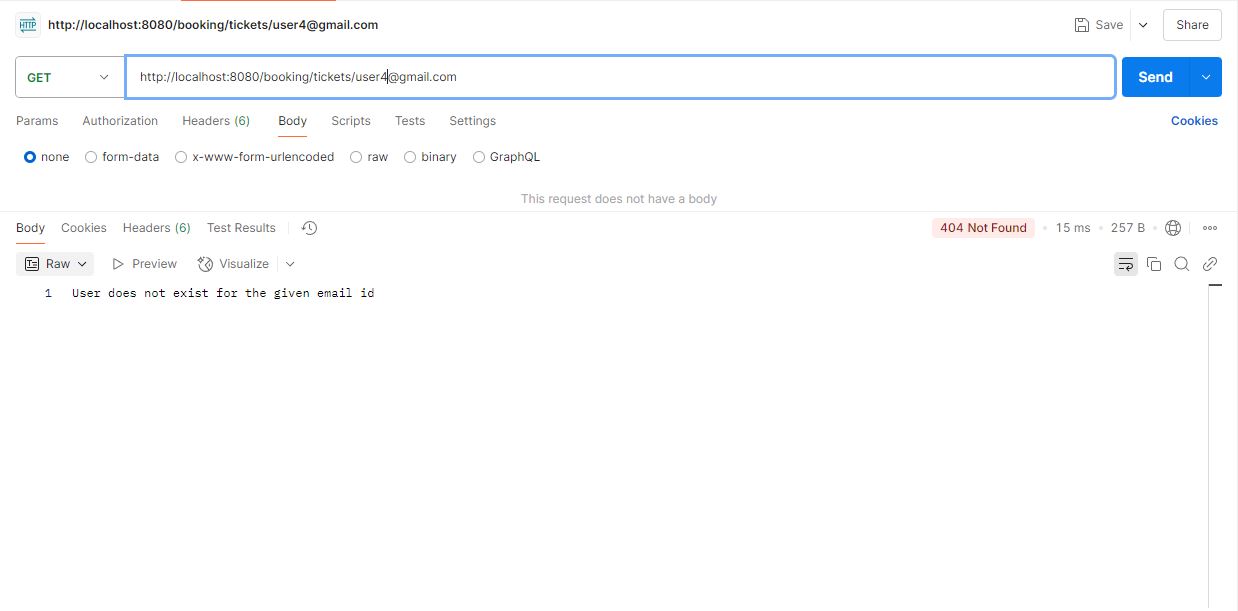 HTTP http://localhost:8080/booking/tickets/user4@gmail.com Save Share
GET http://localhost:8080/booking/tickets/user4@gmail.com Send
Params Authorization Headers (6) Body Scripts Tests Settings Cookies
none form-data x-www-form-urlencoded raw binary GraphQL
This request does not have a body
Body Cookies Headers (6) Test Results 404 Not Found • 15 ms • 257 B •
Raw Preview Visualize
1 User does not exist for the given email id